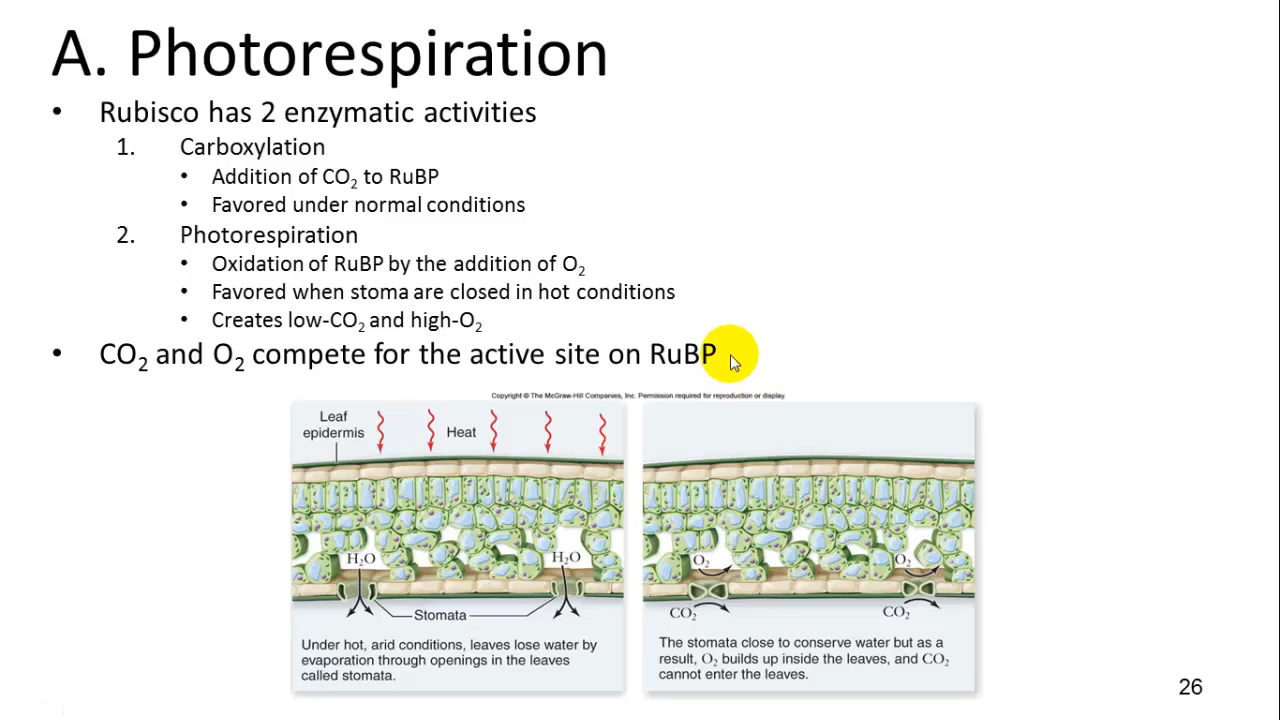 A. Photorespiration
• Rubisco has 2 enzymatic activities
1. Carboxylation
• Addition of CO₂ to RuBP
• Favored under normal conditions
2. Photorespiration
• Oxidation of RuBP by the addition of O₂
• Favored when stoma are closed in hot conditions
• Creates low-CO₂ and high-O₂
• CO₂ and O₂ compete for the active site on RuBP
Copyright © The McGraw-Hill Companies, Inc. Permission required for reproduction or display.
Leaf
epidermis
Heat
H₂O
H₂O
Stomata
Under hot, arid conditions, leaves lose water by
evaporation through openings in the leaves
called stomata.
O₂
O₂
CO₂
CO₂
The stomata close to conserve water but as a
result, O₂ builds up inside the leaves, and CO₂
cannot enter the leaves.
26